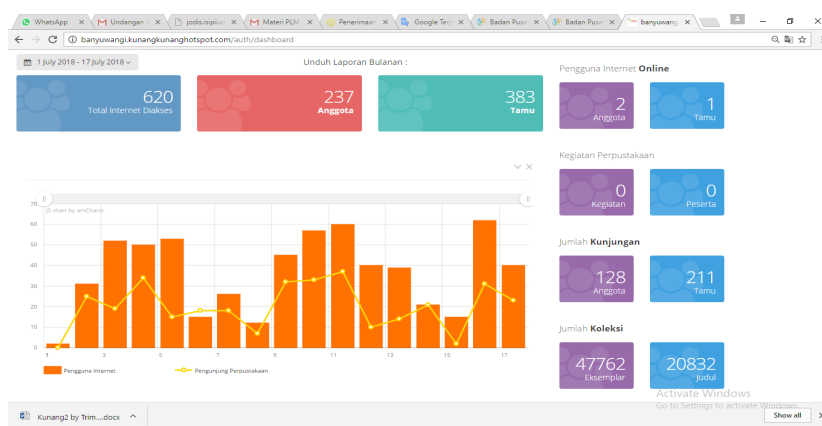 WhatsApp
M Undangan S
jodis.isipii.c
M Materi PLM
Penerimaan
Google Terj
Badan Pusa
Badan Pusa
banyuwang
banyuwangi.kunangkunanghotspot.com/auth/dashboard
1 July 2018 - 17 July 2018
Unduh Laporan Bulanan :
620
Total Internet Diakses
237
Anggota
383
Tamu
Pengguna Internet Online
2
Anggota
1
Tamu
Kegiatan Perpustakaan
0
Kegiatan
0
Peserta
Jumlah Kunjungan
128
Anggota
211
Tamu
Jumlah Koleksi
47762
Eksemplar
20832
Judul
JS chart by amCharts
70
60
50
40
30
20
10
0
1 3 5 7 9 11 13 15 17
Pengguna Internet
Pengunjung Perpustakaan
Activate Windows
Go to Settings to activate Windows.
Kunang2 by Trim....docx
Show all